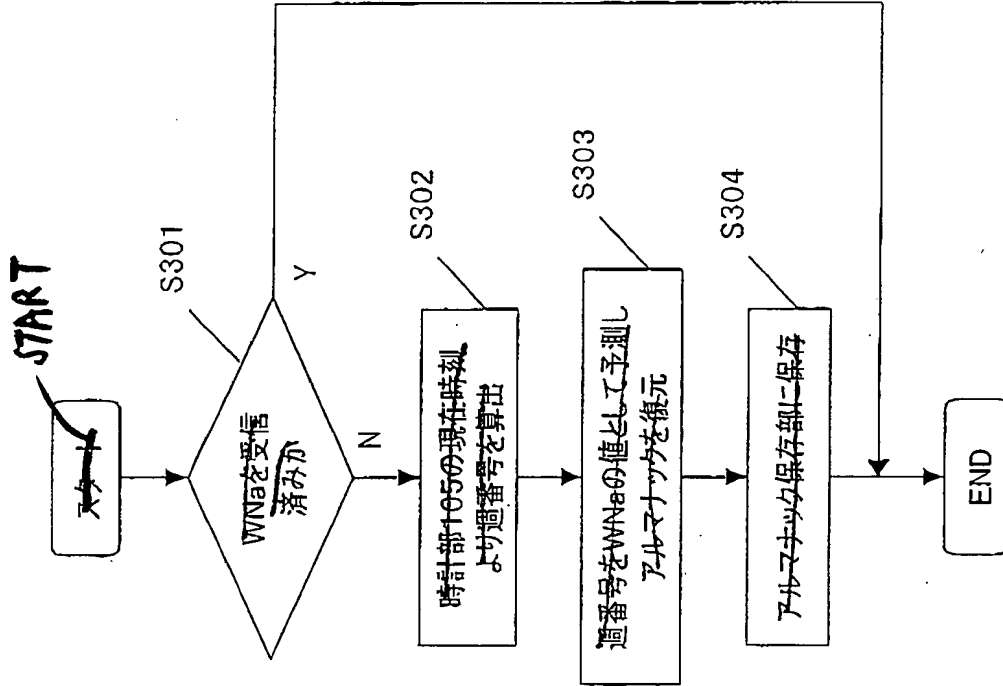 START
スタート
S301
WNaを受信
済みか
Y
N
S302
時計部105の現在時刻
より週番号を算出
S303
週番号をWNaの値として予測し
アルマナックを復元
S304
アルマナック保存部に保存
END